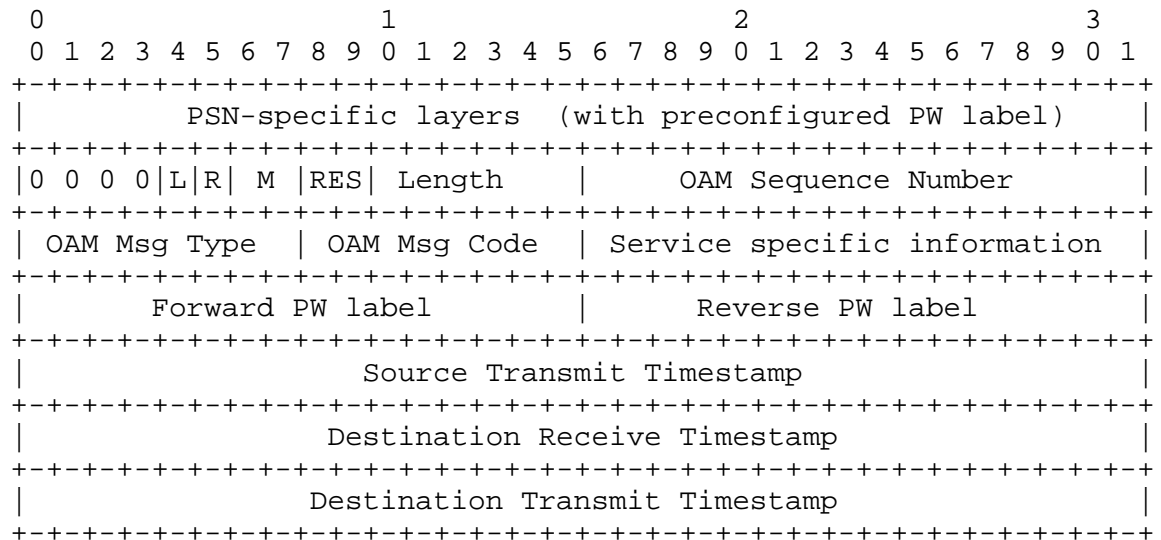 0                   1                   2                   3
 0 1 2 3 4 5 6 7 8 9 0 1 2 3 4 5 6 7 8 9 0 1 2 3 4 5 6 7 8 9 0 1
+-+-+-+-+-+-+-+-+-+-+-+-+-+-+-+-+-+-+-+-+-+-+-+-+-+-+-+-+-+-+-+-+
|         PSN-specific layers  (with preconfigured PW label)    |
+-+-+-+-+-+-+-+-+-+-+-+-+-+-+-+-+-+-+-+-+-+-+-+-+-+-+-+-+-+-+-+-+
|0 0 0 0|L|R| M |RES| Length    |     OAM Sequence Number       |
+-+-+-+-+-+-+-+-+-+-+-+-+-+-+-+-+-+-+-+-+-+-+-+-+-+-+-+-+-+-+-+-+
| OAM Msg Type  | OAM Msg Code  | Service specific information  |
+-+-+-+-+-+-+-+-+-+-+-+-+-+-+-+-+-+-+-+-+-+-+-+-+-+-+-+-+-+-+-+-+
|       Forward PW label        |      Reverse PW label         |
+-+-+-+-+-+-+-+-+-+-+-+-+-+-+-+-+-+-+-+-+-+-+-+-+-+-+-+-+-+-+-+-+
|                   Source Transmit Timestamp                   |
+-+-+-+-+-+-+-+-+-+-+-+-+-+-+-+-+-+-+-+-+-+-+-+-+-+-+-+-+-+-+-+-+
|                 Destination Receive Timestamp                 |
+-+-+-+-+-+-+-+-+-+-+-+-+-+-+-+-+-+-+-+-+-+-+-+-+-+-+-+-+-+-+-+-+
|                Destination Transmit Timestamp                 |
+-+-+-+-+-+-+-+-+-+-+-+-+-+-+-+-+-+-+-+-+-+-+-+-+-+-+-+-+-+-+-+-+